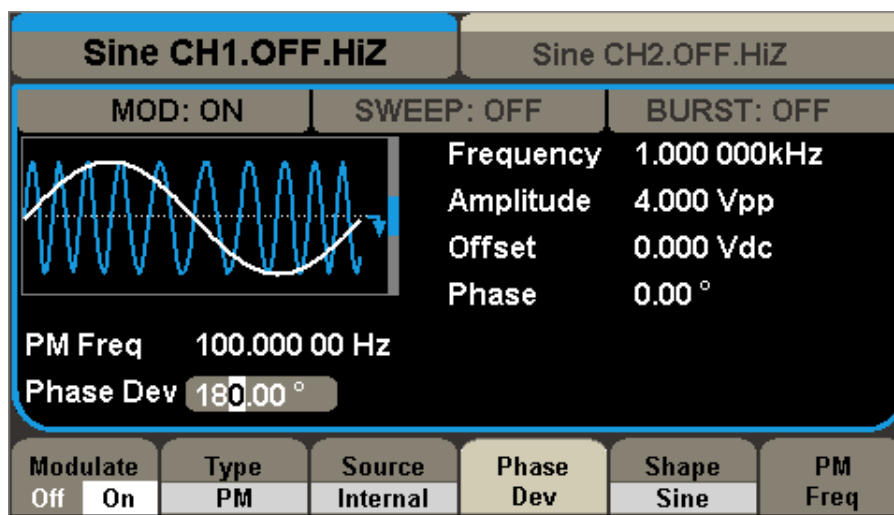 Sine CH1.OFF.HiZ
Sine CH2.OFF.HiZ
MOD: ON
SWEEP: OFF
BURST: OFF
Frequency 1.000 000kHz
Amplitude 4.000 Vpp
Offset 0.000 Vdc
Phase 0.00 °
PM Freq 100.000 00 Hz
Phase Dev 180.00 °
Modulate
Off On
Type
PM
Source
Internal
Phase
Dev
Shape
Sine
PM
Freq